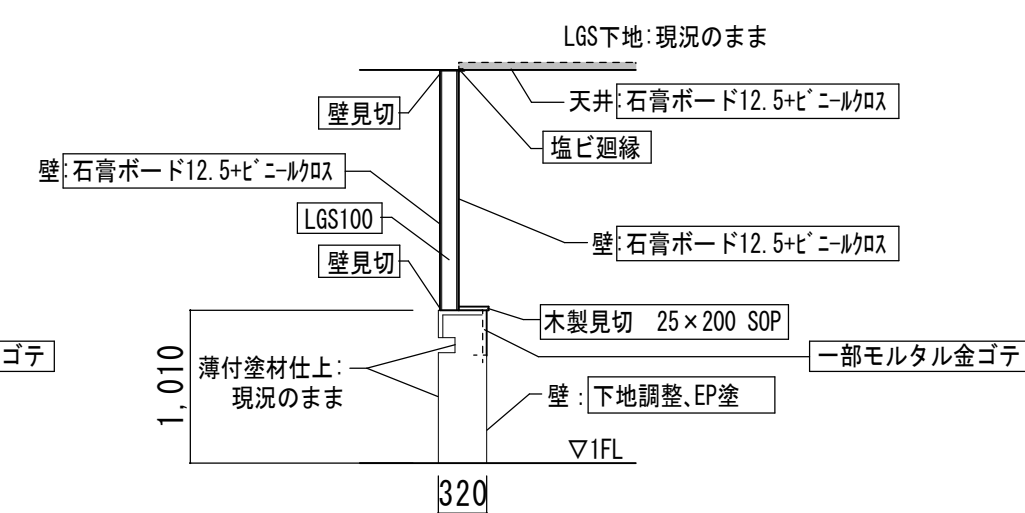 LGS下地:現況のまま
天井:石膏ボード12.5+ﾋﾞﾆｰﾙｸﾛｽ
壁見切
塩ビ廻縁
壁:石膏ボード12.5+ﾋﾞﾆｰﾙｸﾛｽ
LGS100
壁:石膏ボード12.5+ﾋﾞﾆｰﾙｸﾛｽ
壁見切
木製見切 25×200 SOP
ゴテ
一部モルタル金ゴテ
1,010
薄付塗材仕上:
現況のまま
壁:下地調整、EP塗
▽1FL
320